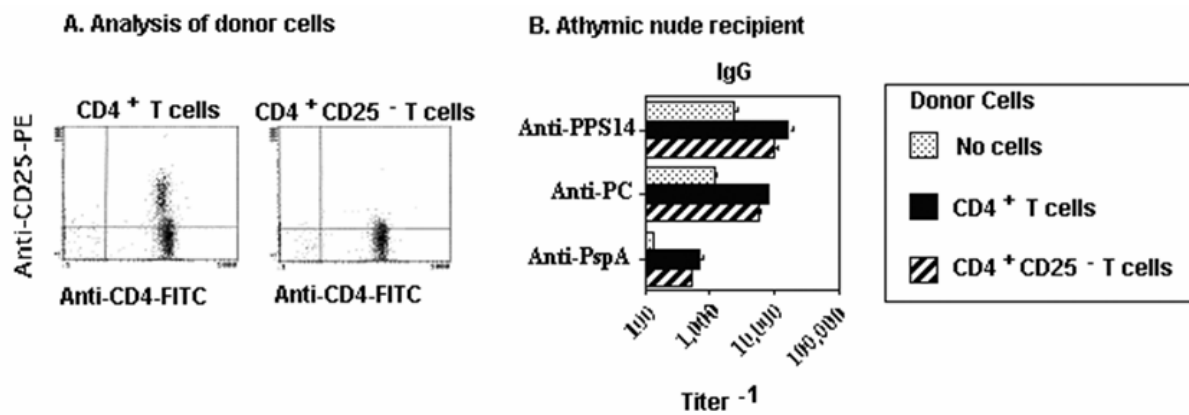 A. Analysis of donor cells
B. Athymic nude recipient
CD4+ T cells
CD4+CD25- T cells
Anti-CD25-PE
Anti-CD4-FITC
Anti-CD4-FITC
IgG
Anti-PPS14
Anti-PC
Anti-PspA
100
1,000
10,000
100,000
Titer -1
Donor Cells
No cells
CD4+ T cells
CD4+CD25- T cells